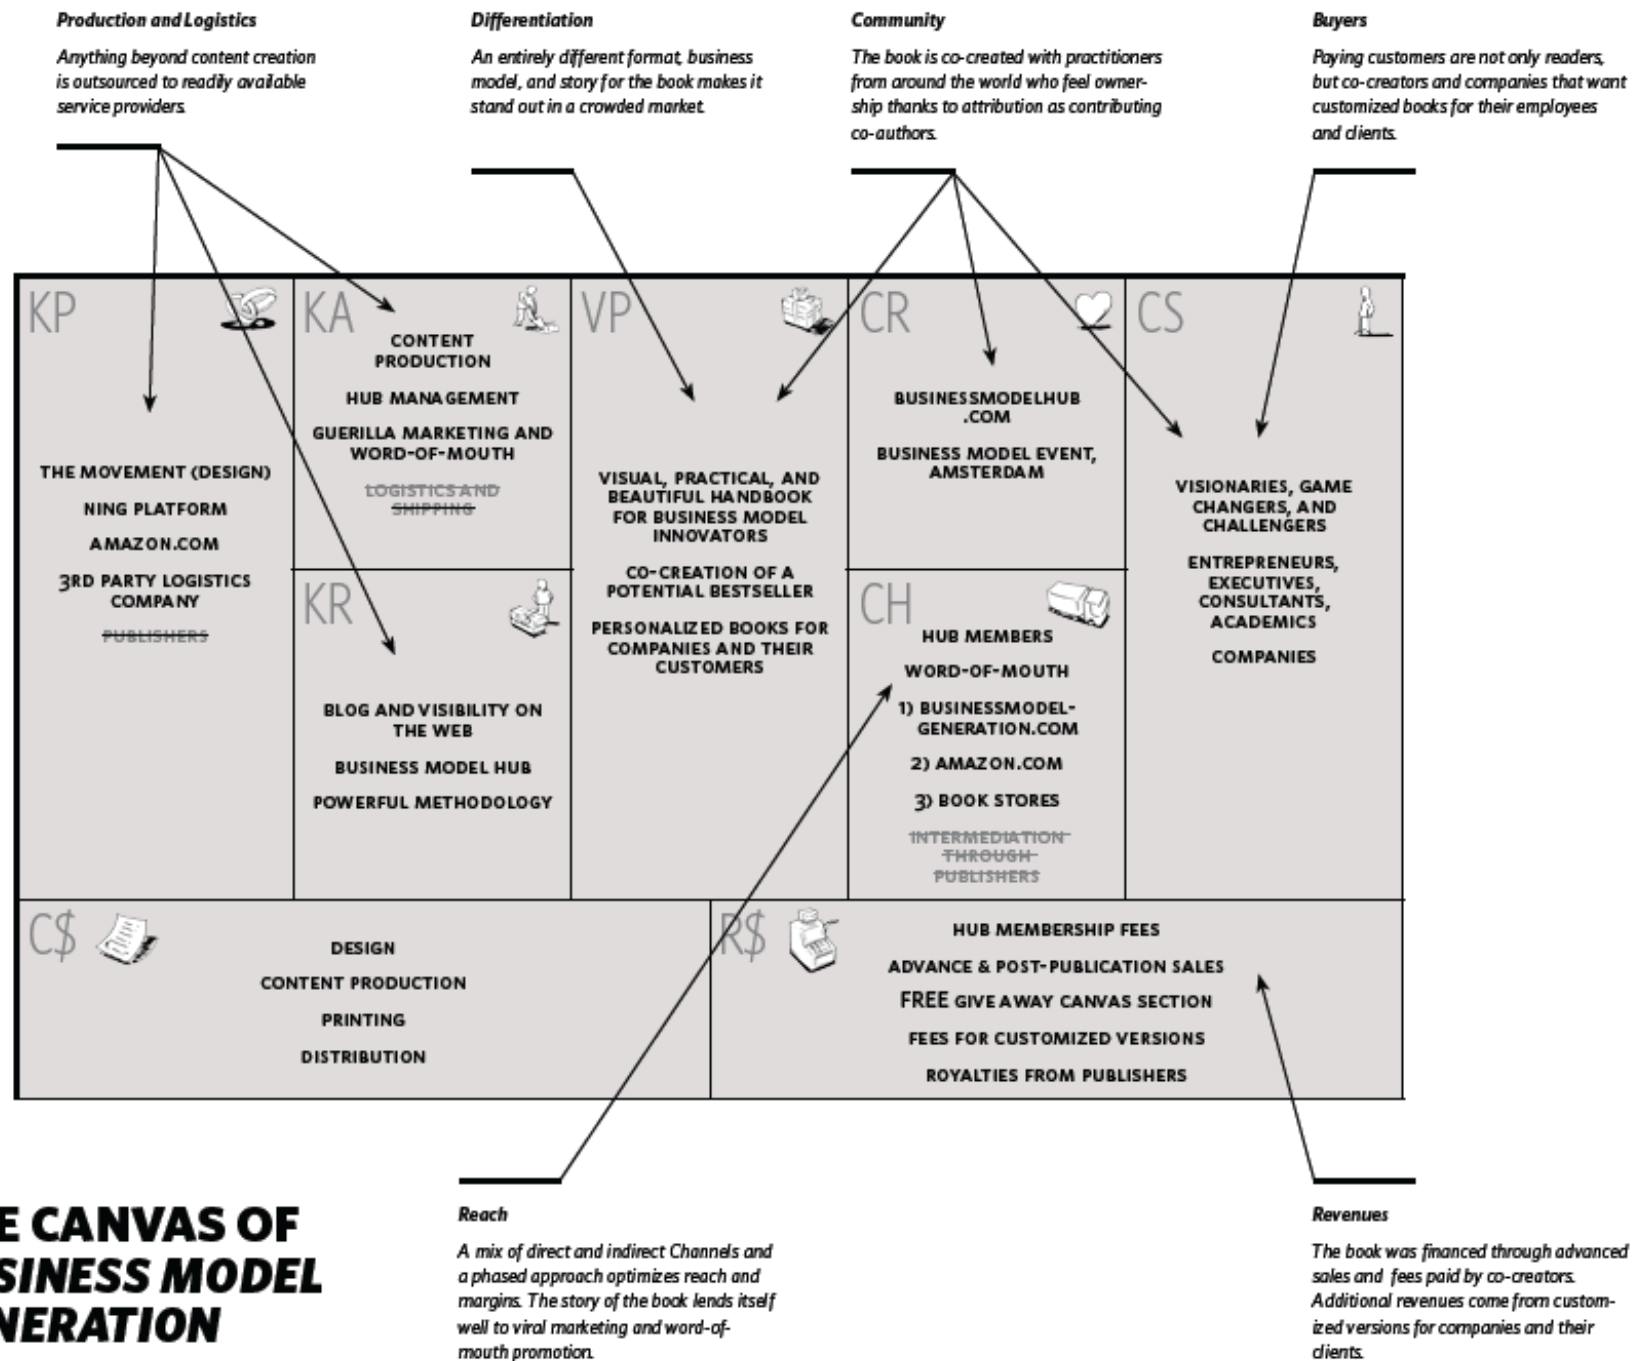 Production and Logistics
Anything beyond content creation
is outsourced to readily available
service providers.
Differentiation
An entirely different format, business
model, and story for the book makes it
stand out in a crowded market.
Community
The book is co-created with practitioners
from around the world who feel owner-
ship thanks to attribution as contributing
co-authors.
Buyers
Paying customers are not only readers,
but co-creators and companies that want
customized books for their employees
and clients.
KP
THE MOVEMENT (DESIGN)
NING PLATFORM
AMAZON.COM
3RD PARTY LOGISTICS
COMPANY
PUBLISHERS
KA
CONTENT
PRODUCTION
HUB MANAGEMENT
GUERILLA MARKETING AND
WORD-OF-MOUTH
LOGISTICS AND
SHIPPING
KR
BLOG AND VISIBILITY ON
THE WEB
BUSINESS MODEL HUB
POWERFUL METHODOLOGY
VP
VISUAL, PRACTICAL, AND
BEAUTIFUL HANDBOOK
FOR BUSINESS MODEL
INNOVATORS
CO-CREATION OF A
POTENTIAL BESTSELLER
PERSONALIZED BOOKS FOR
COMPANIES AND THEIR
CUSTOMERS
CR
BUSINESSMODELHUB
.COM
BUSINESS MODEL EVENT,
AMSTERDAM
CH
HUB MEMBERS
WORD-OF-MOUTH
1) BUSINESSMODEL-
GENERATION.COM
2) AMAZON.COM
3) BOOK STORES
INTERMEDIATION
THROUGH
PUBLISHERS
CS
VISIONARIES, GAME
CHANGERS, AND
CHALLENGERS
ENTREPRENEURS,
EXECUTIVES,
CONSULTANTS,
ACADEMICS
COMPANIES
C$
DESIGN
CONTENT PRODUCTION
PRINTING
DISTRIBUTION
R$
HUB MEMBERSHIP FEES
ADVANCE & POST-PUBLICATION SALES
FREE GIVE AWAY CANVAS SECTION
FEES FOR CUSTOMIZED VERSIONS
ROYALTIES FROM PUBLISHERS
E CANVAS OF
SINESS MODEL
NERATION
Reach
A mix of direct and indirect Channels and
a phased approach optimizes reach and
margins. The story of the book lends itself
well to viral marketing and word-of-
mouth promotion.
Revenues
The book was financed through advanced
sales and fees paid by co-creators.
Additional revenues come from custom-
ized versions for companies and their
clients.